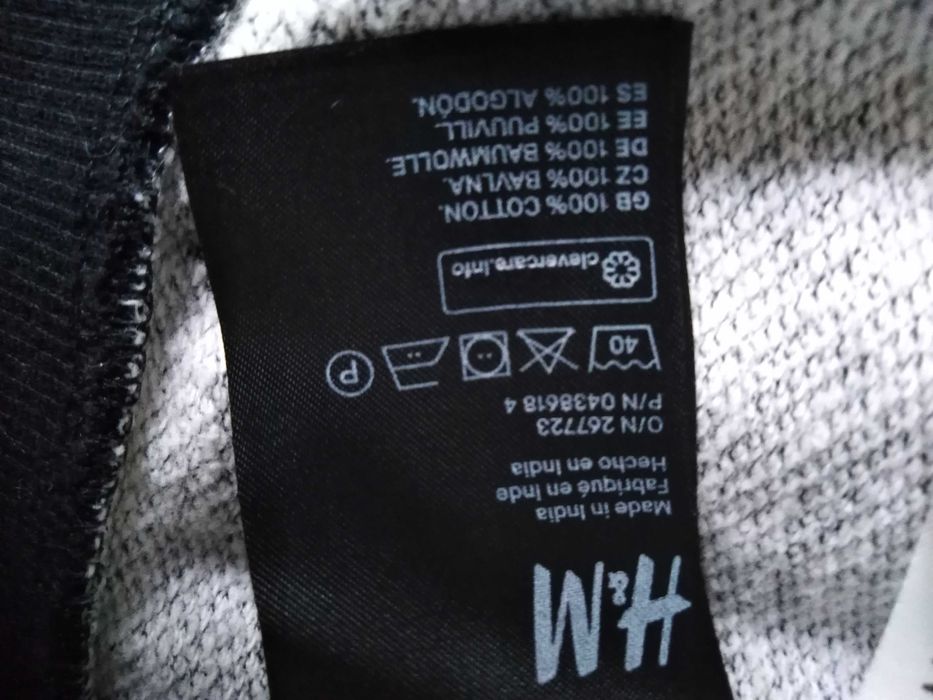 H&M
Made in India
Fabriqué en Inde
Hecho en India
O/N 267723
P/N 0438618 4
40 P
clevercare.info
GB 100% COTTON.
CZ 100% BAVLNA.
DE 100% BAUMWOLLE.
EE 100% PUUVILL.
ES 100% ALGODÓN.